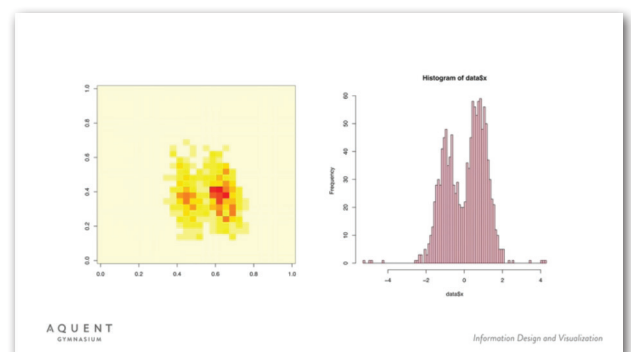 Histogram of data$x
1.0
0.8
0.6
0.4
0.2
0.0
0.0 0.2 0.4 0.6 0.8 1.0
Frequency
60
50
40
30
20
10
0
-4 -2 0 2 4
data$x
AQUENT
GYMNASIUM
Information Design and Visualization